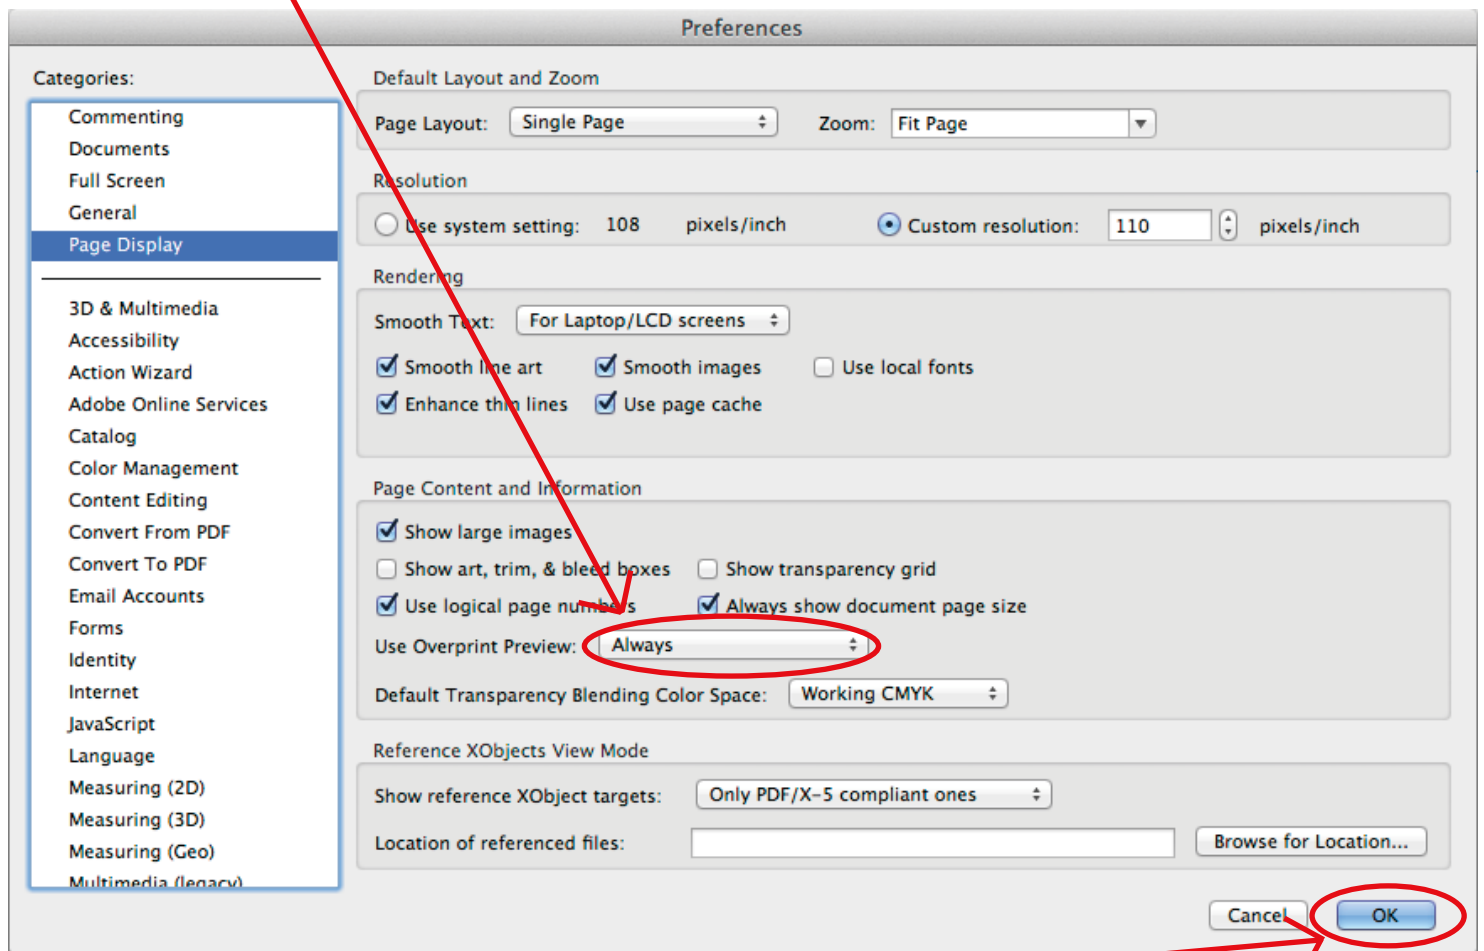 Preferences
Categories:
Commenting
Documents
Full Screen
General
Page Display
3D & Multimedia
Accessibility
Action Wizard
Adobe Online Services
Catalog
Color Management
Content Editing
Convert From PDF
Convert To PDF
Email Accounts
Forms
Identity
Internet
JavaScript
Language
Measuring (2D)
Measuring (3D)
Measuring (Geo)
Multimedia (legacy)
Default Layout and Zoom
Page Layout: Single Page Zoom: Fit Page
Resolution
Use system setting: 108 pixels/inch Custom resolution: 110 pixels/inch
Rendering
Smooth Text: For Laptop/LCD screens
Smooth line art Smooth images Use local fonts
Enhance thin lines Use page cache
Page Content and Information
Show large images
Show art, trim, & bleed boxes Show transparency grid
Use logical page numbers Always show document page size
Use Overprint Preview: Always
Default Transparency Blending Color Space: Working CMYK
Reference XObjects View Mode
Show reference XObject targets: Only PDF/X-5 compliant ones
Location of referenced files: Browse for Location...
Cancel OK